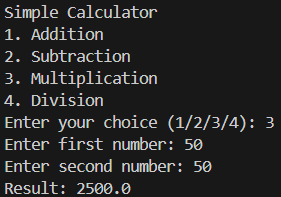 Simple Calculator
1. Addition
2. Subtraction
3. Multiplication
4. Division
Enter your choice (1/2/3/4): 3
Enter first number: 50
Enter second number: 50
Result: 2500.0